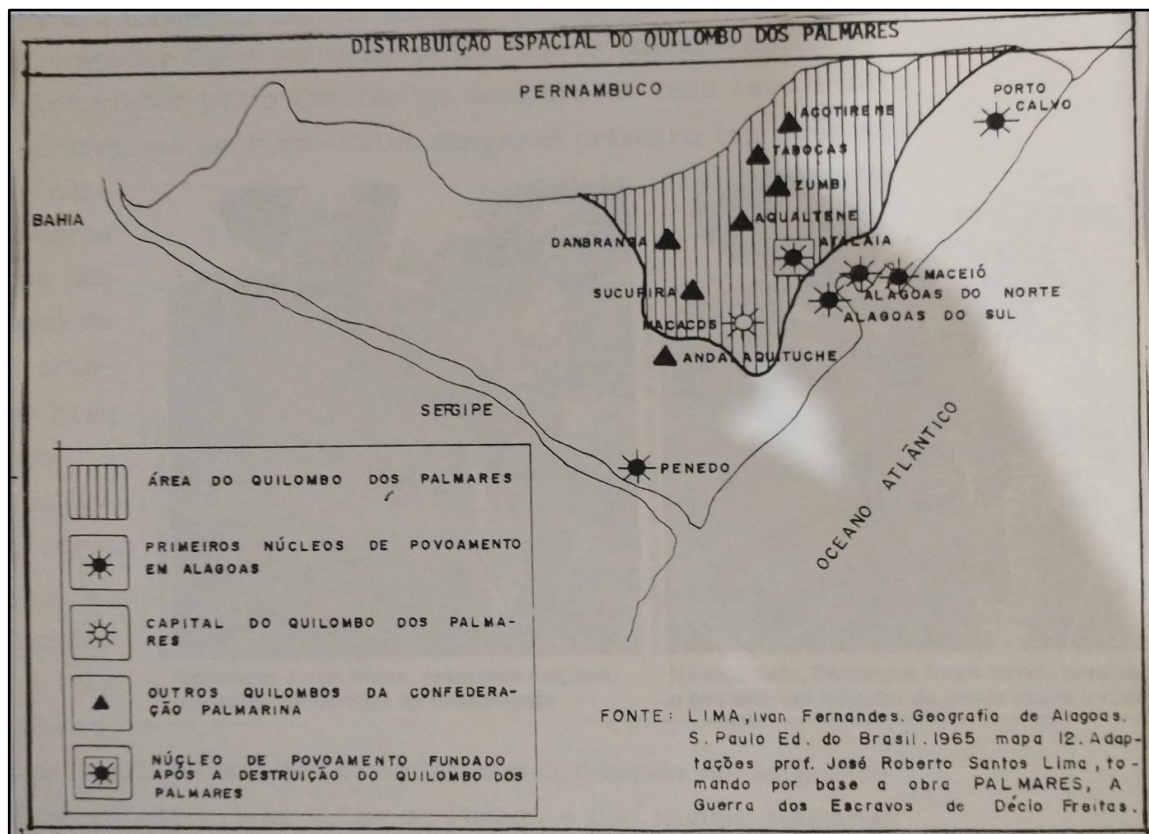 DISTRIBUIÇÃO ESPACIAL DO QUILOMBO DOS PALMARES
PERNAMBUCO
PORTO
CALVO
ACOTIREME
TABOCAS
ZUMBI
BAHIA
AQUALTENE
DANBRANBA
ATALAIA
MACEIÓ
SUCUPIRA
ALAGOAS DO NORTE
ALAGOAS DO SUL
MACACOS
ANDALAQUITUCHE
SERGIPE
PENEDO
OCEANO ATLÂNTICO
ÁREA DO QUILOMBO DOS PALMARES
PRIMEIROS NÚCLEOS DE POVOAMENTO
EM ALAGOAS
CAPITAL DO QUILOMBO DOS PALMA-
RES
OUTROS QUILOMBOS DA CONFEDERA-
ÇÃO PALMARINA
NÚCLEO DE POVOAMENTO FUNDADO
APÓS A DESTRUIÇÃO DO QUILOMBO DOS
PALMARES
FONTE: LIMA, Ivan Fernandes. Geografia de Alagoas.
S. Paulo Ed. do Brasil. 1965 mapa 12. Adap-
tações prof. José Roberto Santos Lima, to-
mando por base a obra PALMARES, A
Guerra dos Escravos de Décio Freitas.